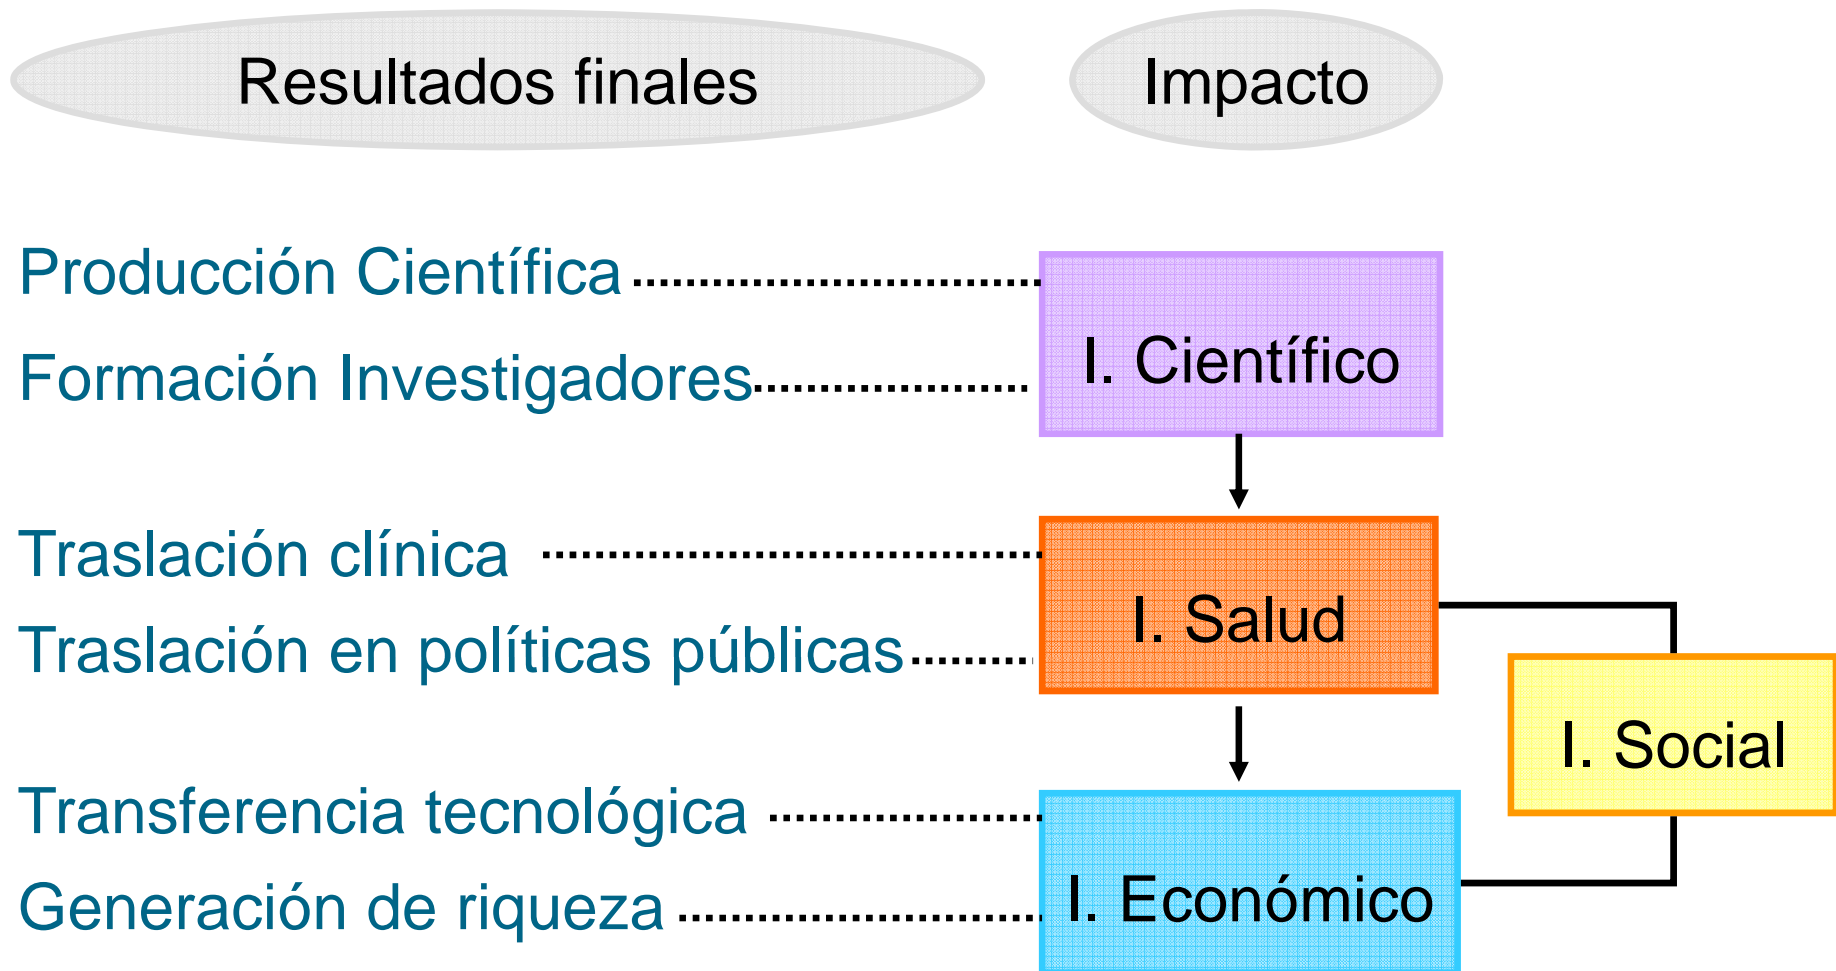 Resultados finales
Impacto
Producción Científica
Formación Investigadores
I. Científico
Traslación clínica
Traslación en políticas públicas
I. Salud
I. Social
Transferencia tecnológica
Generación de riqueza
I. Económico